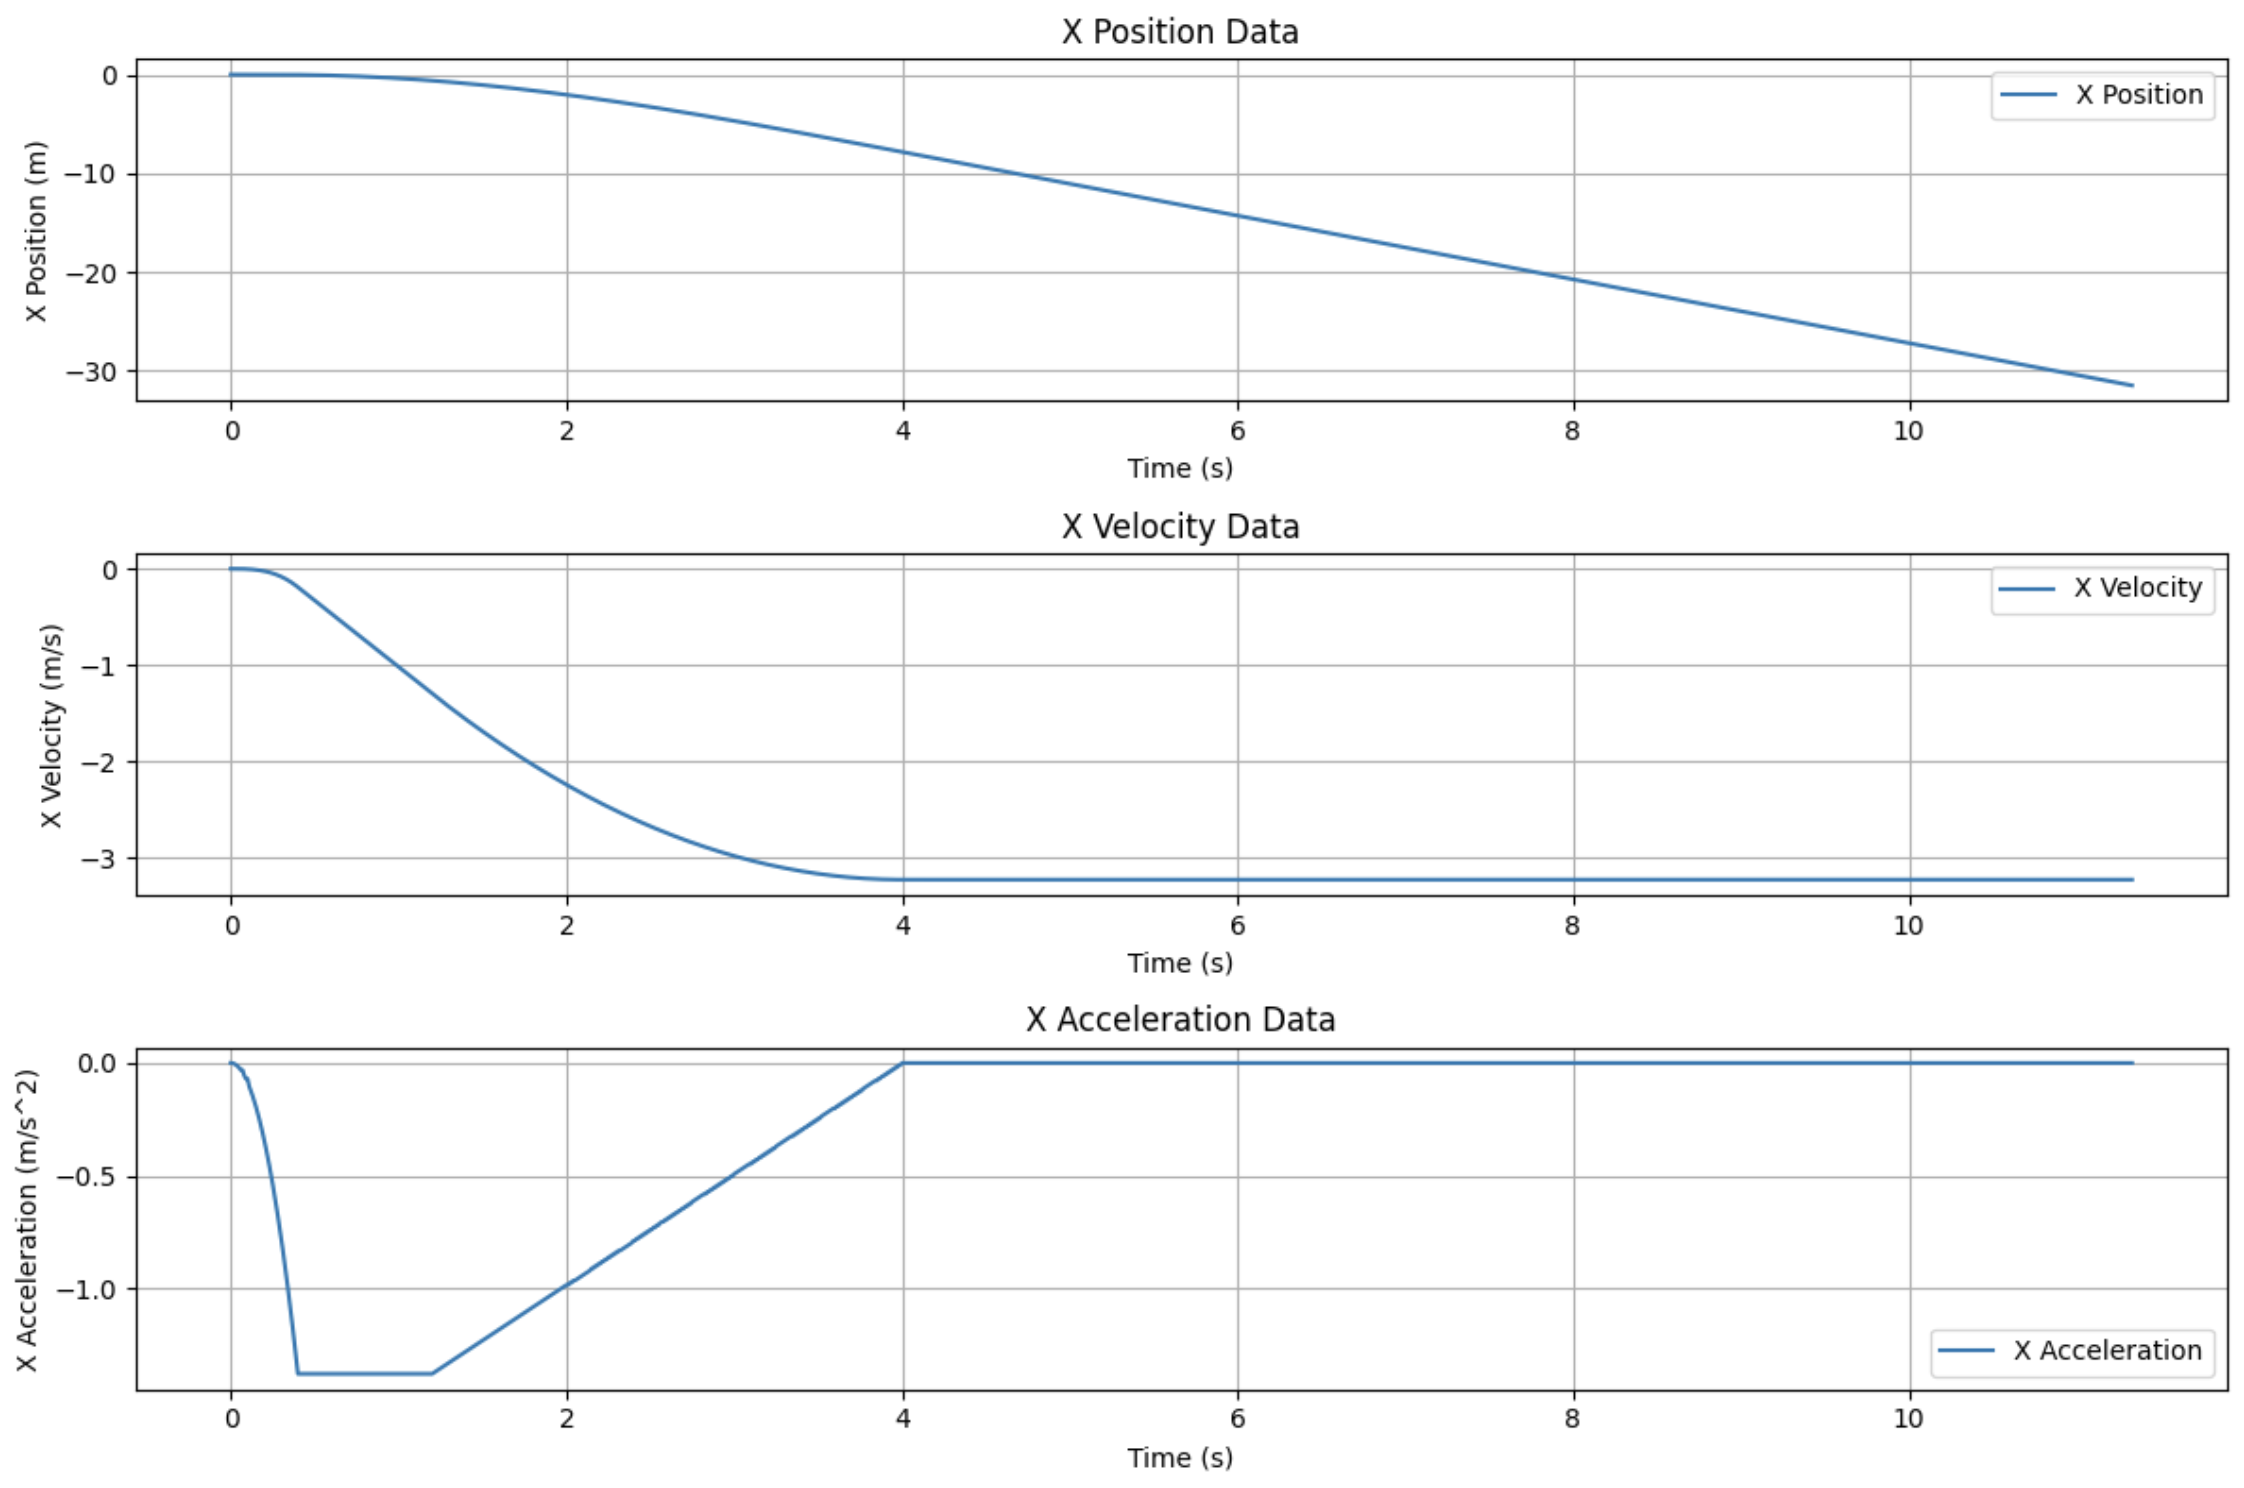 X Position Data
X Position (m)
0
−10
−20
−30
X Position
0 2 4 6 8 10
Time (s)
X Velocity Data
X Velocity (m/s)
0
−1
−2
−3
X Velocity
0 2 4 6 8 10
Time (s)
X Acceleration Data
X Acceleration (m/s^2)
0.0
−0.5
−1.0
X Acceleration
0 2 4 6 8 10
Time (s)